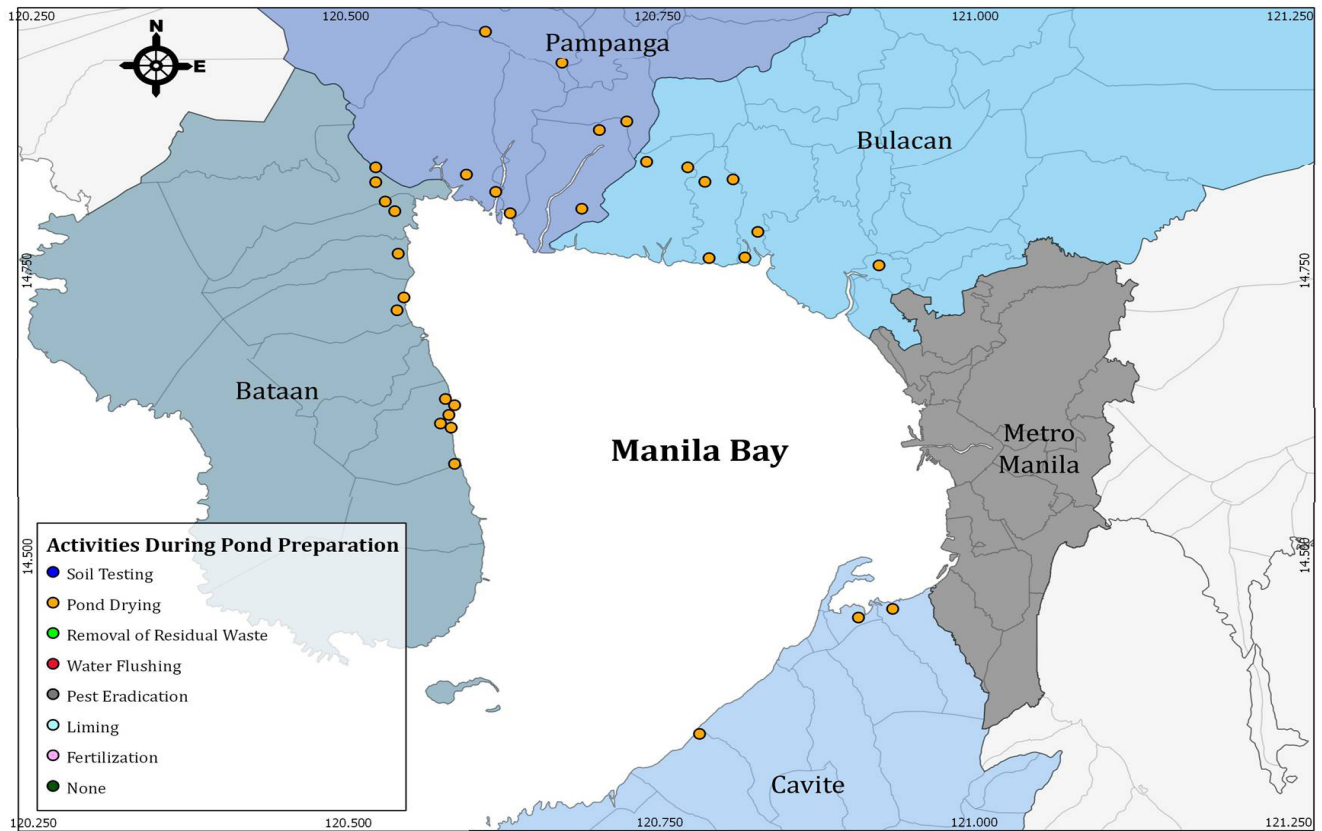 120.250
120.500
120.750
121.000
121.250
N
E
Pampanga
Bulacan
14.750
14.750
Bataan
Manila Bay
Metro
Manila
14.500
14.500
Activities During Pond Preparation
Soil Testing
Pond Drying
Removal of Residual Waste
Water Flushing
Pest Eradication
Liming
Fertilization
None
Cavite
120.250
120.500
120.750
121.000
121.250